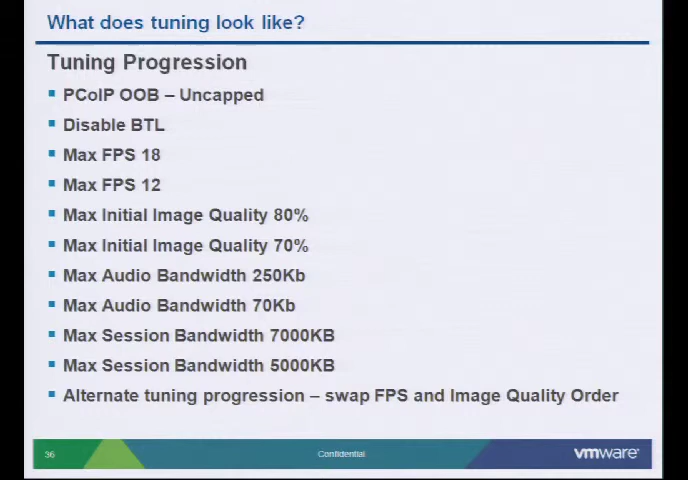 What does tuning look like?
Tuning Progression
PCoIP OOB – Uncapped
Disable BTL
Max FPS 18
Max FPS 12
Max Initial Image Quality 80%
Max Initial Image Quality 70%
Max Audio Bandwidth 250Kb
Max Audio Bandwidth 70Kb
Max Session Bandwidth 7000KB
Max Session Bandwidth 5000KB
Alternate tuning progression – swap FPS and Image Quality Order
36
Confidential
vmware